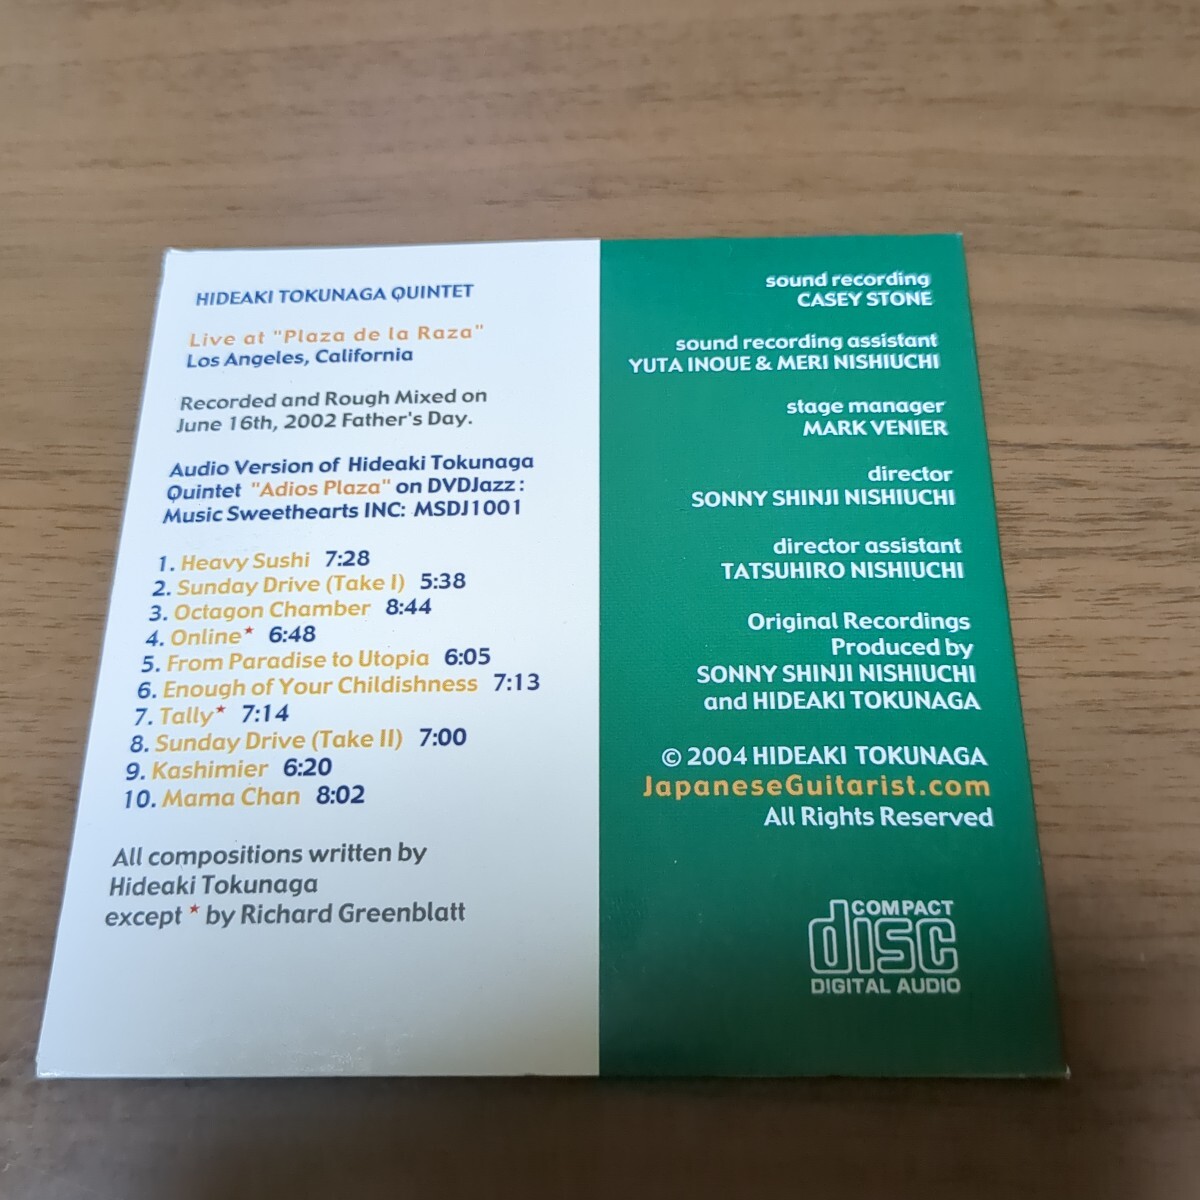 HIDEAKI TOKUNAGA QUINTET
Live at "Plaza de la Raza"
Los Angeles, California
Recorded and Rough Mixed on
June 16th, 2002 Father's Day.
Audio Version of Hideaki Tokunaga
Quintet "Adios Plaza" on DVDJazz:
Music Sweethearts INC: MSDJ1001
1. Heavy Sushi 7:28
2. Sunday Drive (Take I) 5:38
3. Octagon Chamber 8:44
4. Online* 6:48
5. From Paradise to Utopia 6:05
6. Enough of Your Childishness 7:13
7. Tally* 7:14
8. Sunday Drive (Take II) 7:00
9. Kashimier 6:20
10. Mama Chan 8:02
All compositions written by
Hideaki Tokunaga
except * by Richard Greenblatt
sound recording
CASEY STONE
sound recording assistant
YUTA INOUE & MERI NISHIUCHI
stage manager
MARK VENIER
director
SONNY SHINJI NISHIUCHI
director assistant
TATSUHIRO NISHIUCHI
Original Recordings
Produced by
SONNY SHINJI NISHIUCHI
and HIDEAKI TOKUNAGA
© 2004 HIDEAKI TOKUNAGA
JapaneseGuitarist.com
All Rights Reserved
COMPACT
disc
DIGITAL AUDIO